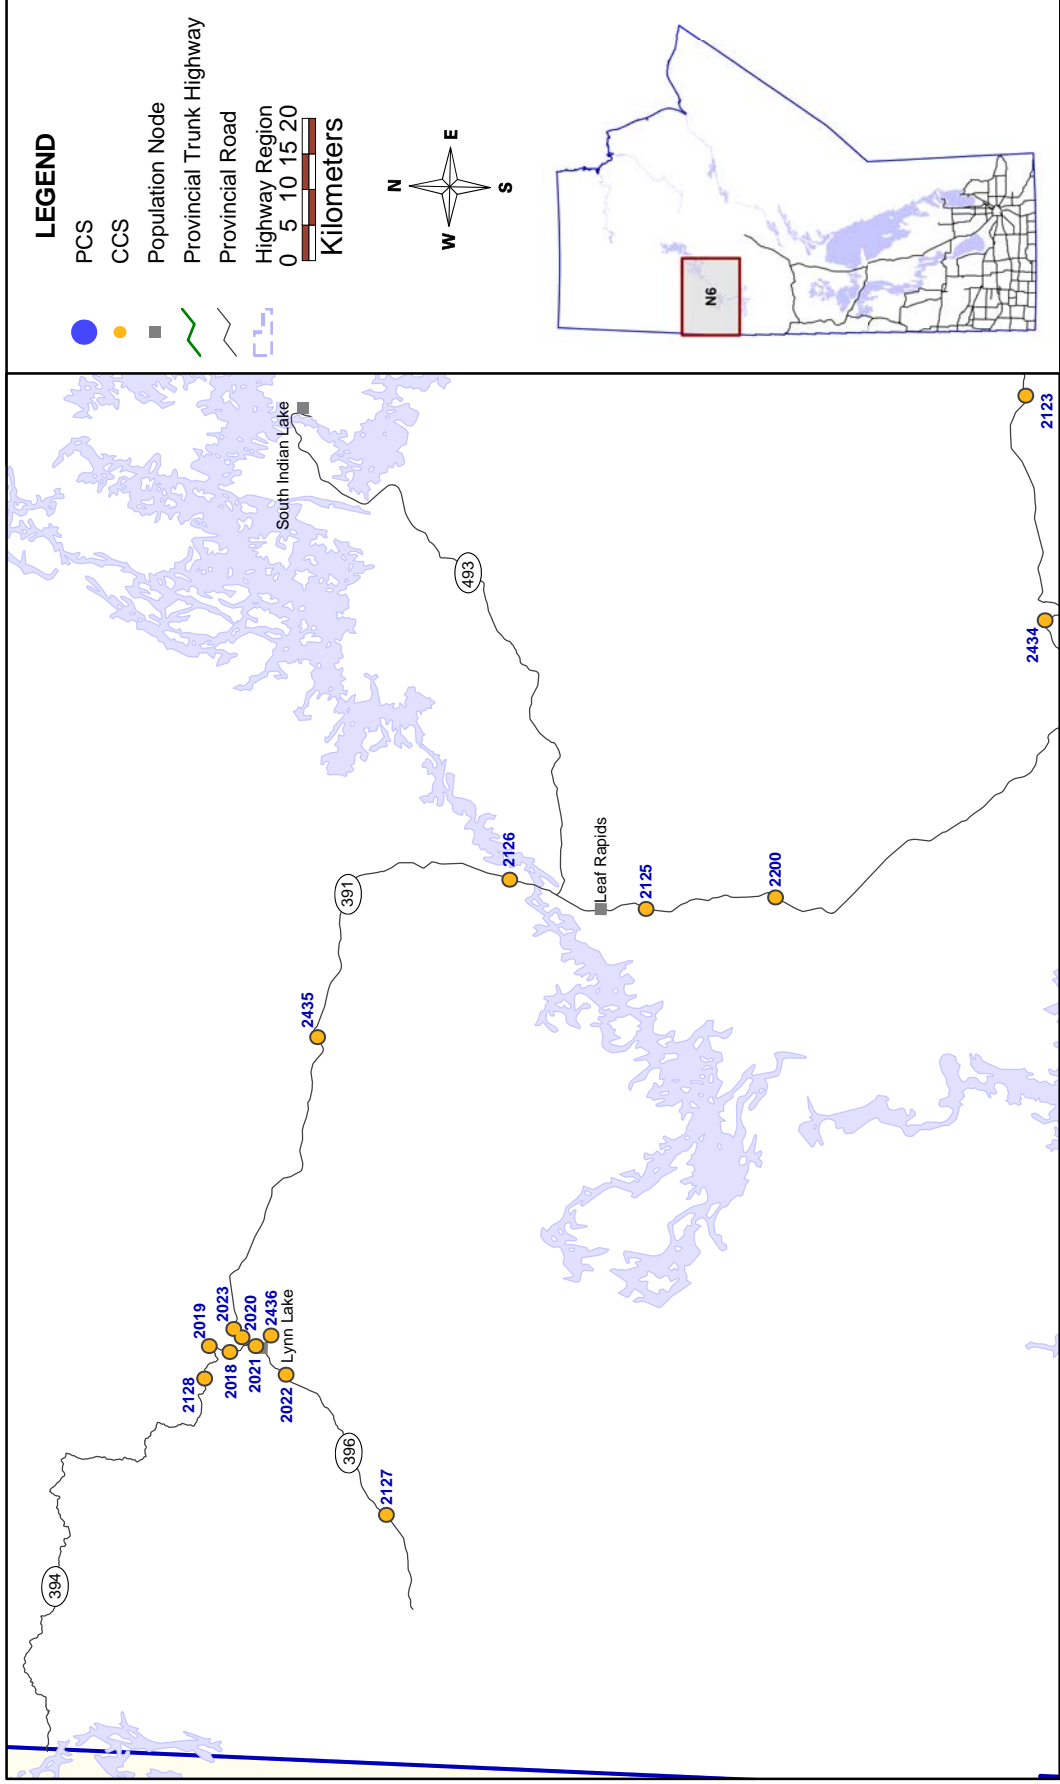 LEGEND
PCS
CCS
Population Node
Provincial Trunk Highway
Provincial Road
Highway Region
0 5 10 15 20
Kilometers
N
W E
S
N6
394
2128
2019
2018
2023
2020
2021
2436
Lynn Lake
2022
396
2127
2435
391
2126
South Indian Lake
493
Leaf Rapids
2125
2200
2434
2123